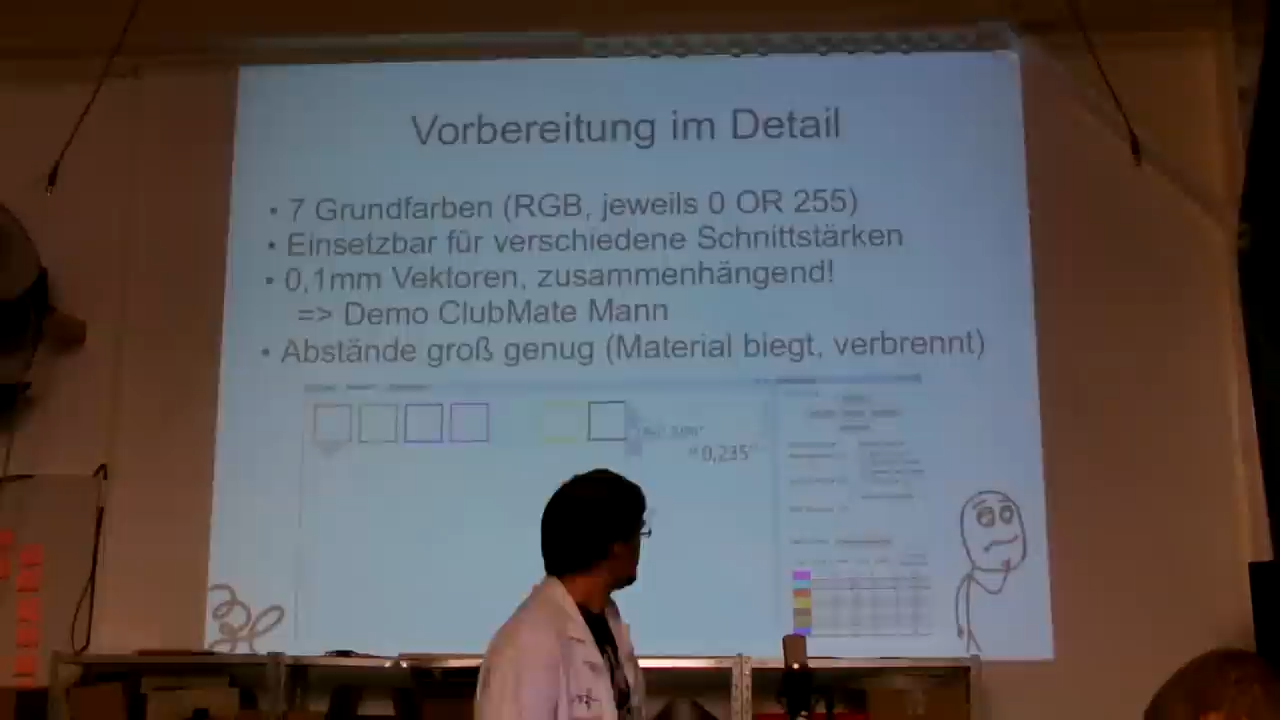 Vorbereitung im Detail
• 7 Grundfarben (RGB, jeweils 0 OR 255)
• Einsetzbar für verschiedene Schnittstärken
• 0,1mm Vektoren, zusammenhängend!
=> Demo ClubMate Mann
• Abstände groß genug (Material biegt, verbrennt)
0,235"